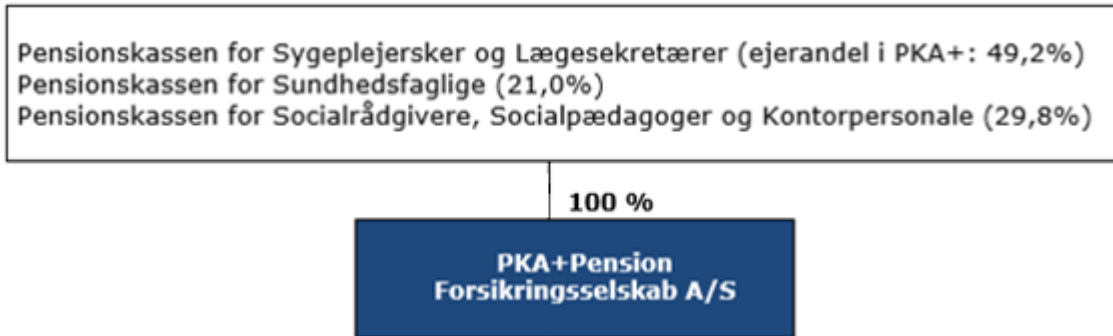 Pensionskassen for Sygeplejersker og Lægesekretærer (ejerandel i PKA+: 49,2%)
Pensionskassen for Sundhedsfaglige (21,0%)
Pensionskassen for Socialrådgivere, Socialpædagoger og Kontorpersonale (29,8%)
100 %
PKA+Pension
Forsikringsselskab A/S